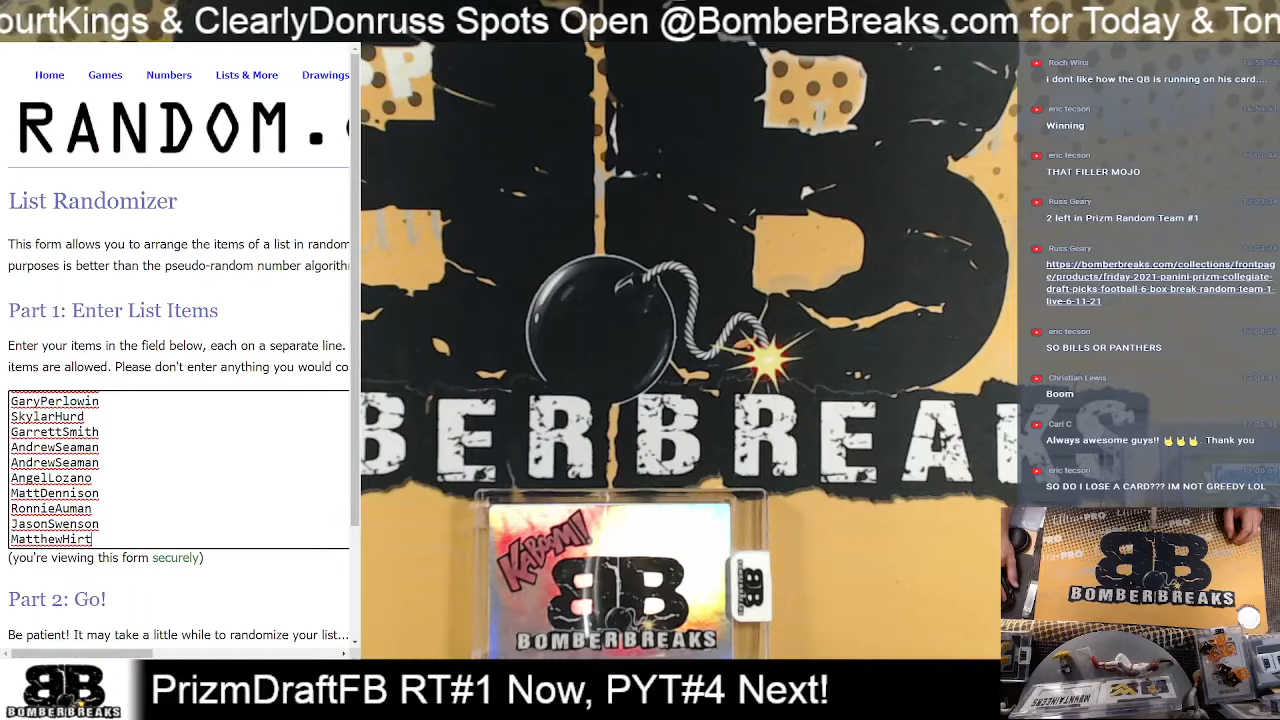 ourtKings & ClearlyDonruss Spots Open @BomberBreaks.com for Today & Ton
Home Games Numbers Lists & More Drawings
RANDOM.
List Randomizer
This form allows you to arrange the items of a list in random
purposes is better than the pseudo-random number algorith
Part 1: Enter List Items
Enter your items in the field below, each on a separate line.
items are allowed. Please don't enter anything you would co
GaryPerlowin
SkylarHurd
GarrettSmith
AndrewSeaman
AndrewSeaman
AngelLozano
MattDennison
RonnieAuman
JasonSwenson
MatthewHirt
(you're viewing this form securely)
Part 2: Go!
Be patient! It may take a little while to randomize your list...
BB
BER BREAKS
KABOOM!!
BB
BOMBERBREAKS
BB
Roch Wins
i dont like how the QB is running on his card....
eric tecson
Winning
eric tecson
THAT FILLER MOJO
Russ Geary
2 left in Prizm Random Team #1
Russ Geary
https://bomberbreaks.com/collections/frontpag
e/products/friday-2021-panini-prizm-collegiate-
draft-picks-football-6-box-break-random-team-1-
live-6-11-21
eric tecson
SO BILLS OR PANTHERS
Christian Lewis
Boom
Carl C
Always awesome guys!! 🤘🤘🤘. Thank you
eric tecson
SO DO I LOSE A CARD??? IM NOT GREEDY LOL
BB
BOMBERBREAKS
MOUNTAINEERS
BB
BOMBERBREAKS
PrizmDraftFB RT#1 Now, PYT#4 Next!